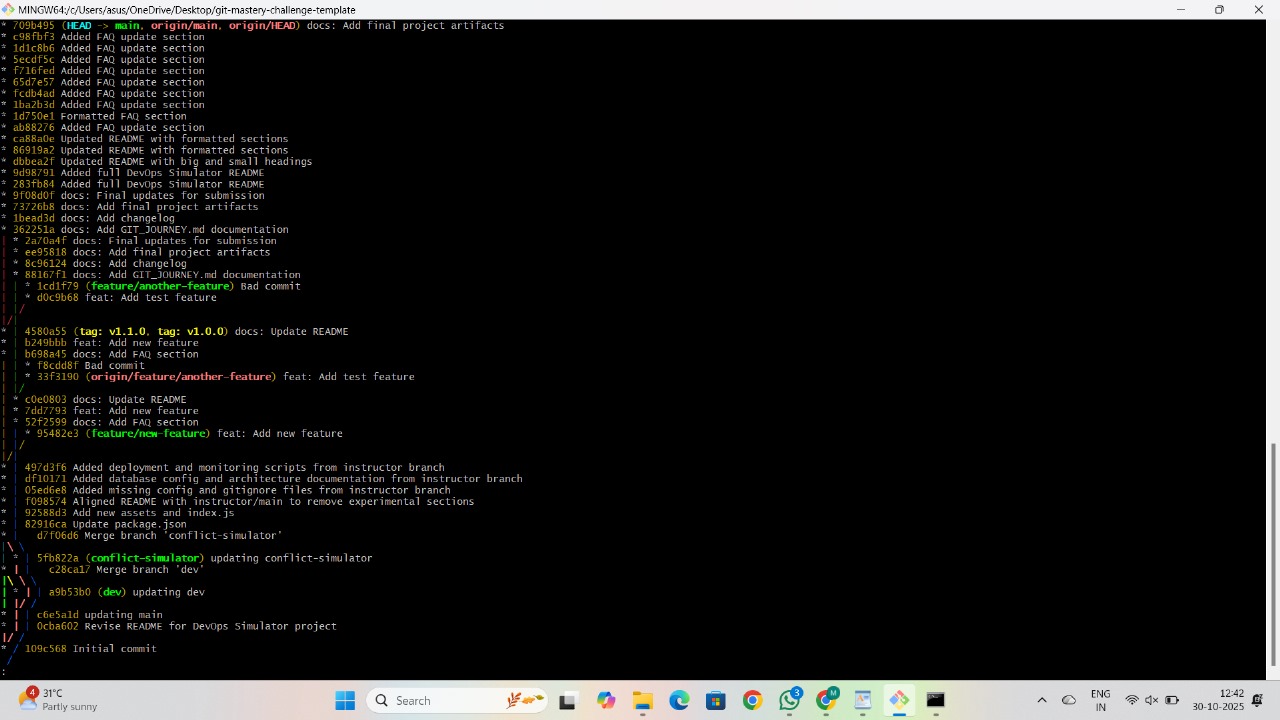 MINGW64:/c/Users/asus/OneDrive/Desktop/git-mastery-challenge-template
* 709b495 (HEAD -> main, origin/main, origin/HEAD) docs: Add final project artifacts
* c98fbf3 Added FAQ update section
* 1d1c8b6 Added FAQ update section
* 5ecdf5c Added FAQ update section
* f716fed Added FAQ update section
* 65d7e57 Added FAQ update section
* fcdb4ad Added FAQ update section
* 1ba2b3d Added FAQ update section
* 1d750e1 Formatted FAQ section
* ab88276 Added FAQ update section
* ca88a0e Updated README with formatted sections
* 86919a2 Updated README with formatted sections
* dbbea2f Updated README with big and small headings
* 9d98791 Added full DevOps Simulator README
* 283fb84 Added full DevOps Simulator README
* 9f08d0f docs: Final updates for submission
* 73726b8 docs: Add final project artifacts
* 1bead3d docs: Add changelog
* 362251a docs: Add GIT_JOURNEY.md documentation
| * 2a70a4f docs: Final updates for submission
| * ee95818 docs: Add final project artifacts
| * 8c96124 docs: Add changelog
| * 88167f1 docs: Add GIT_JOURNEY.md documentation
| | * 1cd1f79 (feature/another-feature) Bad commit
| | * d0c9b68 feat: Add test feature
| |/
|/|
* | 4580a55 (tag: v1.1.0, tag: v1.0.0) docs: Update README
* | b249bbb feat: Add new feature
* | b698a45 docs: Add FAQ section
| | * f8cdd8f Bad commit
| | * 33f3190 (origin/feature/another-feature) feat: Add test feature
| |/
| * c0e0803 docs: Update README
| * 7dd7793 feat: Add new feature
| * 52f2599 docs: Add FAQ section
| | * 95482e3 (feature/new-feature) feat: Add new feature
| |/
|/|
* | 497d3f6 Added deployment and monitoring scripts from instructor branch
* | df10171 Added database config and architecture documentation from instructor branch
* | 05ed6e8 Added missing config and gitignore files from instructor branch
* | f098574 Aligned README with instructor/main to remove experimental sections
* | 92588d3 Add new assets and index.js
* | 82916ca Update package.json
* | d7f06d6 Merge branch 'conflict-simulator'
|\ \
| * | 5fb822a (conflict-simulator) updating conflict-simulator
* | | c28ca17 Merge branch 'dev'
|\ \ \
| * | | a9b53b0 (dev) updating dev
| |/ /
* | | c6e5a1d updating main
* | | 0cba602 Revise README for DevOps Simulator project
|/ /
* / 109c568 Initial commit
/
:
4
31°C
Partly sunny
Search
3
M
ENG
IN
12:42
30-10-2025